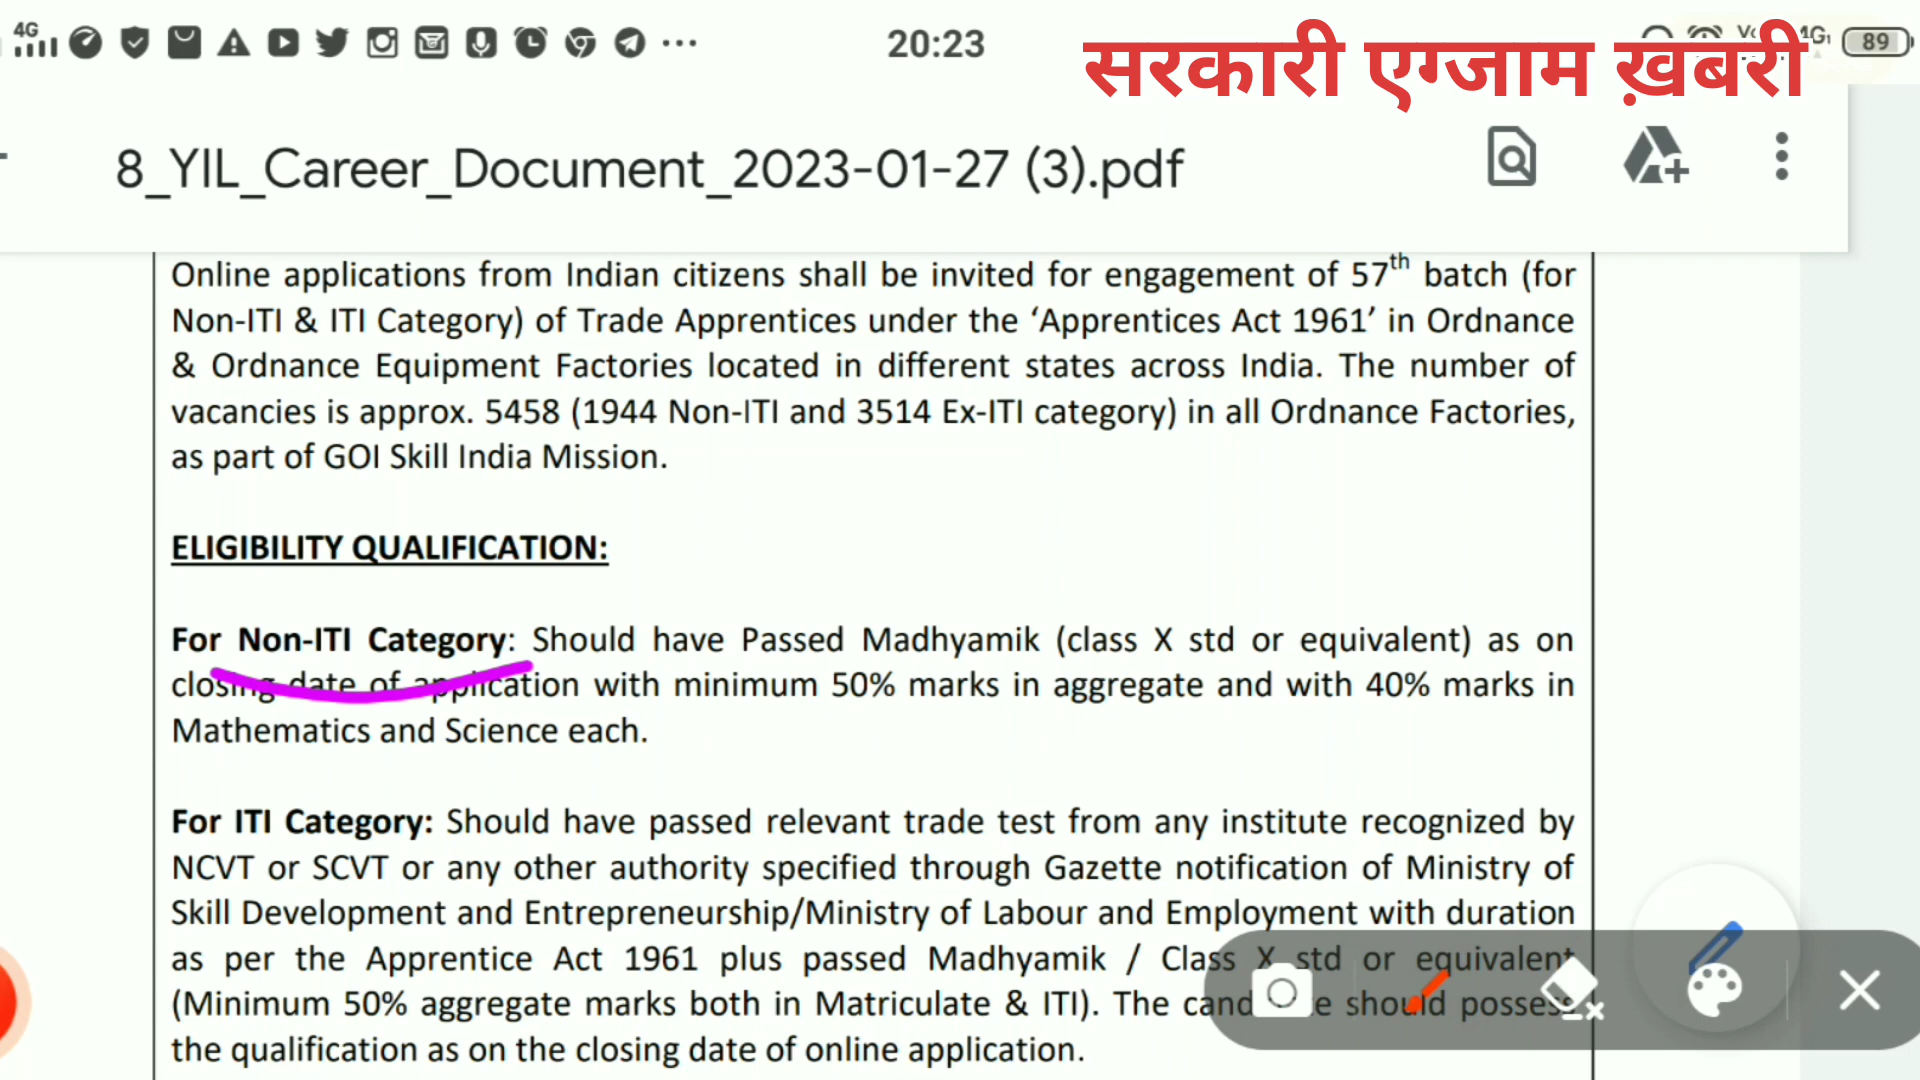 4G 20:23 4G 89
सरकारी एग्जाम ख़बरी
8_YIL_Career_Document_2023-01-27 (3).pdf
Online applications from Indian citizens shall be invited for engagement of 57th batch (for
Non-ITI & ITI Category) of Trade Apprentices under the ‘Apprentices Act 1961’ in Ordnance
& Ordnance Equipment Factories located in different states across India. The number of
vacancies is approx. 5458 (1944 Non-ITI and 3514 Ex-ITI category) in all Ordnance Factories,
as part of GOI Skill India Mission.
ELIGIBILITY QUALIFICATION:
For Non-ITI Category: Should have Passed Madhyamik (class X std or equivalent) as on
closing date of application with minimum 50% marks in aggregate and with 40% marks in
Mathematics and Science each.
For ITI Category: Should have passed relevant trade test from any institute recognized by
NCVT or SCVT or any other authority specified through Gazette notification of Ministry of
Skill Development and Entrepreneurship/Ministry of Labour and Employment with duration
as per the Apprentice Act 1961 plus passed Madhyamik / Class X std or equivalent
(Minimum 50% aggregate marks both in Matriculate & ITI). The candidate should possess
the qualification as on the closing date of online application.